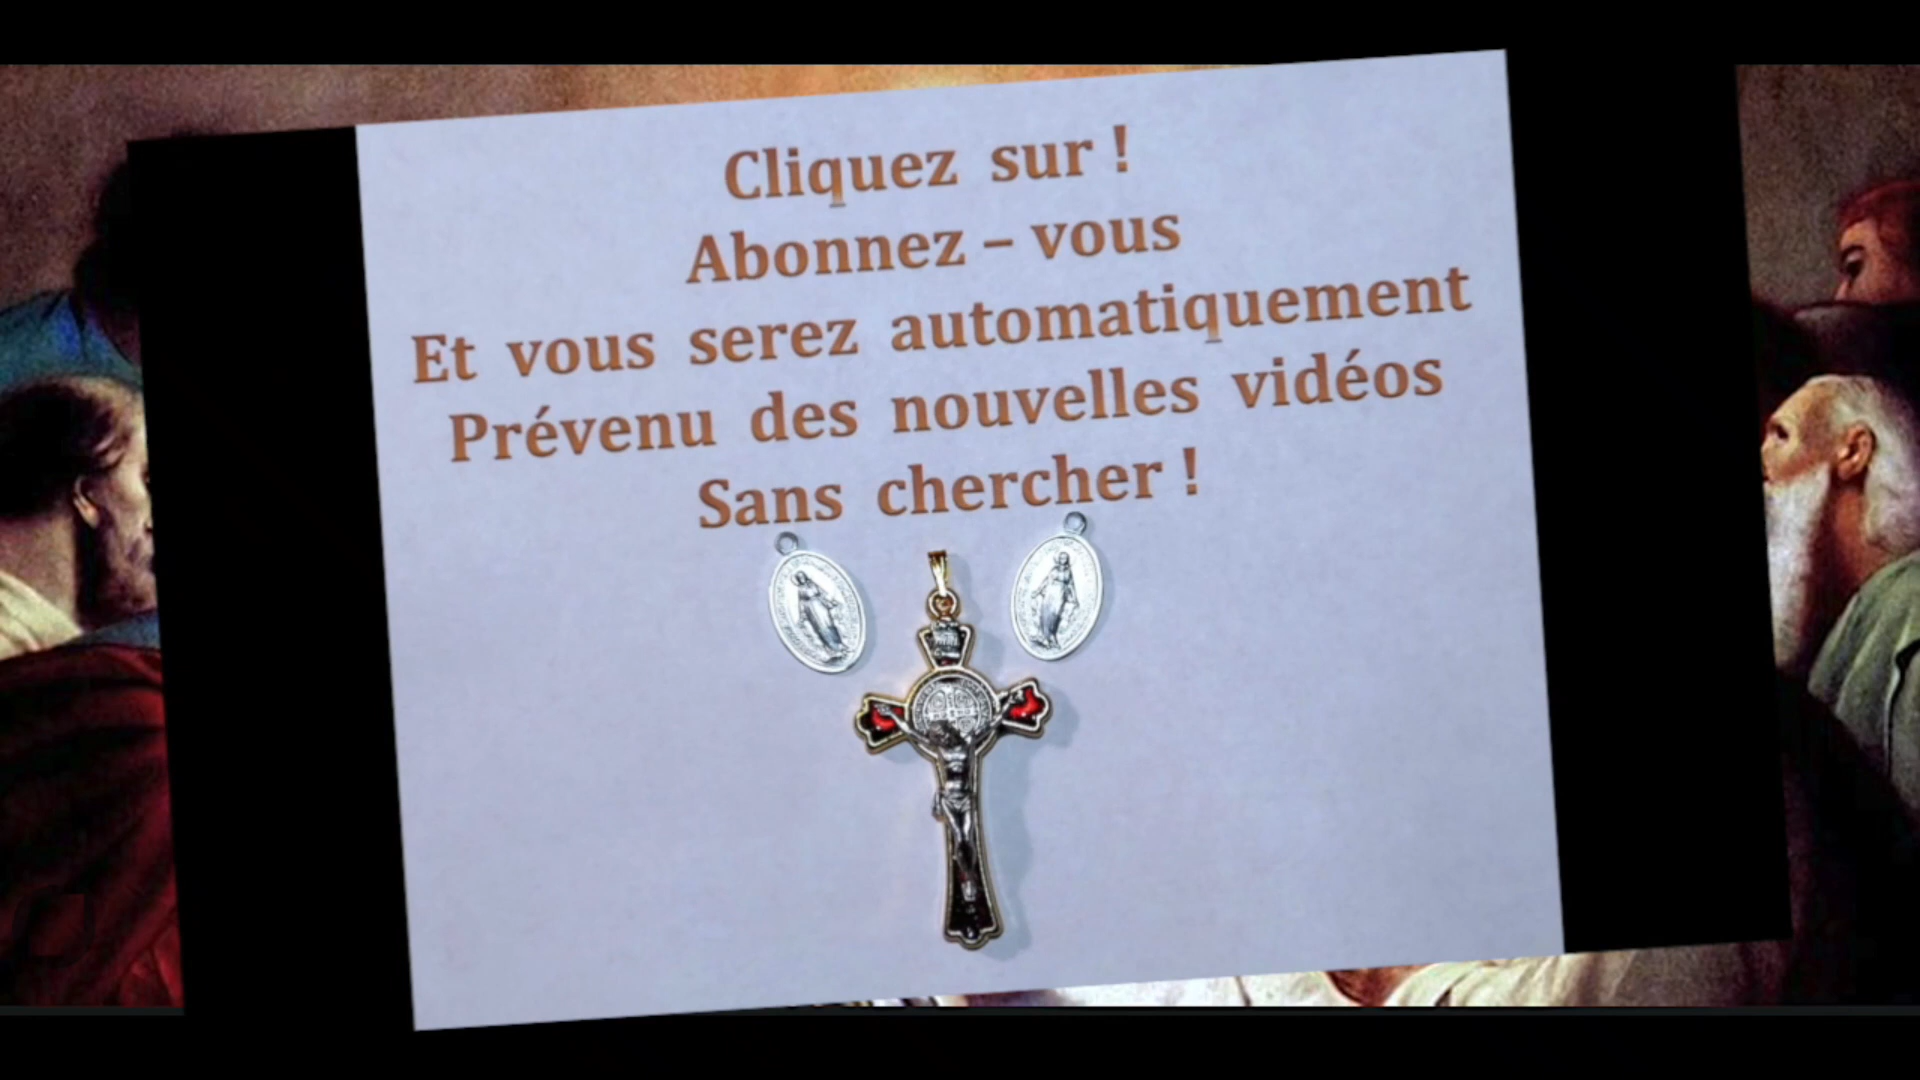 Cliquez sur !
Abonnez – vous
Et vous serez automatiquement
Prévenu des nouvelles vidéos
Sans chercher !